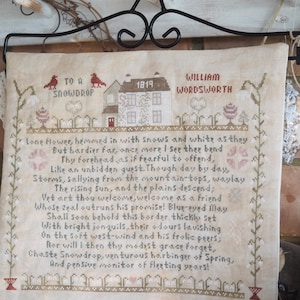 TO A
SNOWDROP
1819
WILLIAM
WORDSWORTH
Lone flower, hemmed in with snows and white as they
But hardier far, once more I see thee bend
Thy forehead, as if fearful to offend,
Like an unbidden guest. Though day by day,
Storms, sallying from the mountain-tops, waylay
The rising sun, and the plains descend;
Yet art thou welcome, welcome as a friend
Whose zeal outruns his promise! Blue-eyed May
Shall soon behold this border thickly set
With bright jonquils, their odours lavishing
On the soft west-wind and his frolic peers;
Nor will I then thy modest grace forget,
Chaste Snowdrop, venturous harbinger of Spring,
And pensive monitor of fleeting years!